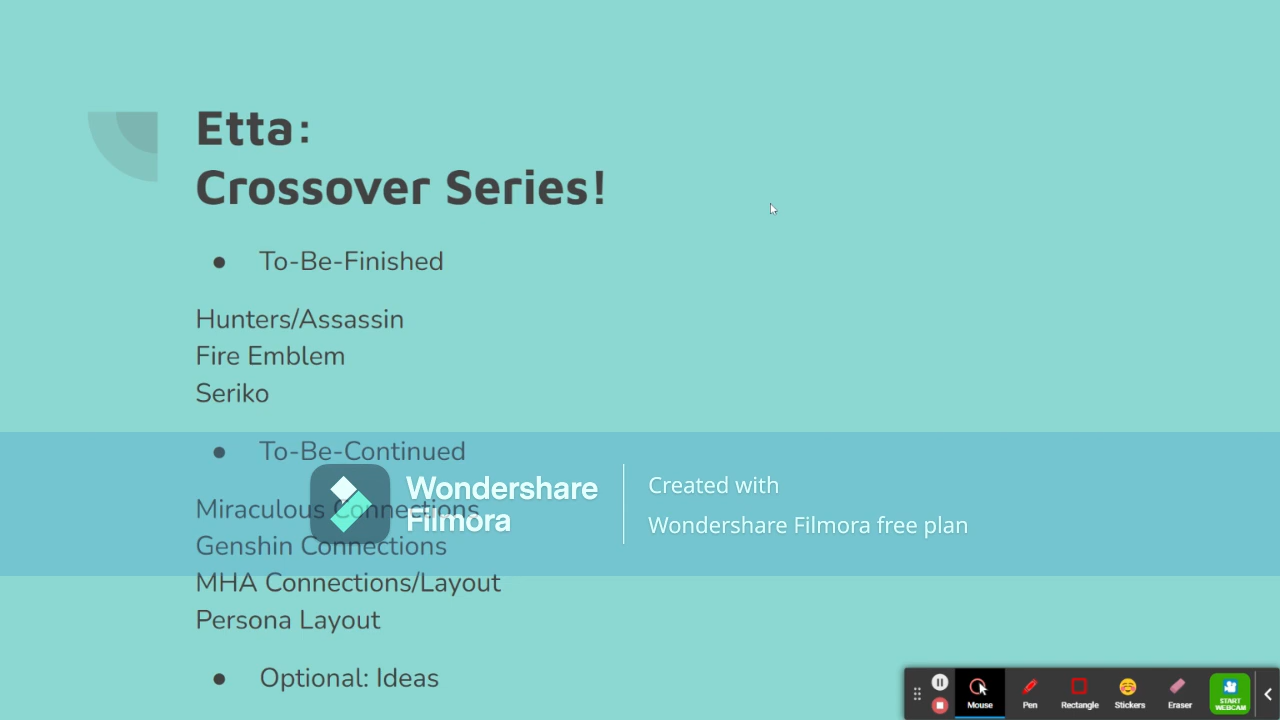 Etta:
Crossover Series!
● To-Be-Finished
Hunters/Assassin
Fire Emblem
Seriko
● To-Be-Continued
Miraculous Connections
Genshin Connections
MHA Connections/Layout
Persona Layout
● Optional: Ideas
Wondershare
Filmora
Created with
Wondershare Filmora free plan
Mouse
Pen
Rectangle
Stickers
Eraser
START
WEBCAM